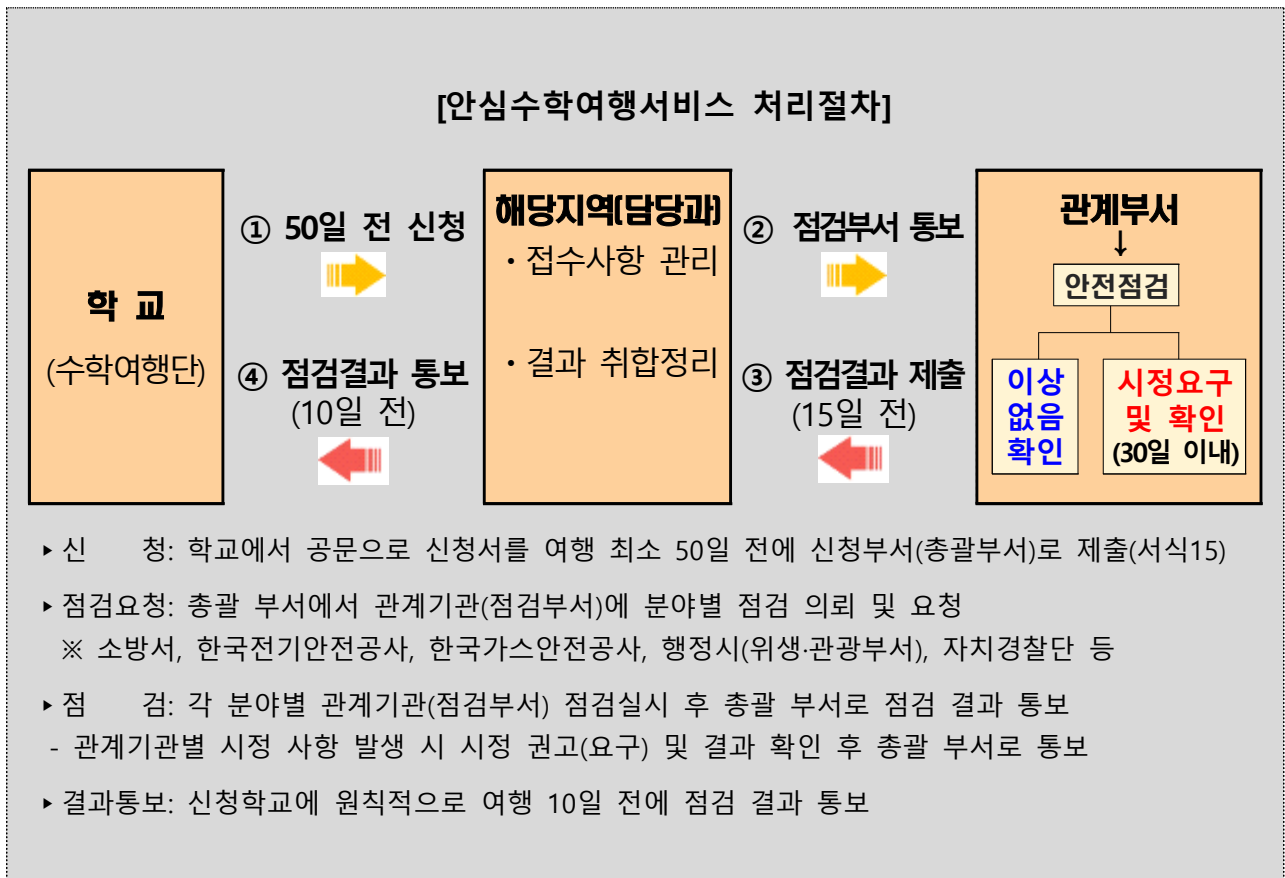 [안심수학여행서비스 처리절차]
학 교
(수학여행단)
① 50일 전 신청
④ 점검결과 통보
(10일 전)
해당지역(담당과)
・접수사항 관리
・결과 취합정리
② 점검부서 통보
③ 점검결과 제출
(15일 전)
관계부서
↓
안전점검
이상
없음
확인
시정요구
및 확인
(30일 이내)
▸신 청: 학교에서 공문으로 신청서를 여행 최소 50일 전에 신청부서(총괄부서)로 제출(서식15)
▸점검요청: 총괄 부서에서 관계기관(점검부서)에 분야별 점검 의뢰 및 요청
※ 소방서, 한국전기안전공사, 한국가스안전공사, 행정시(위생·관광부서), 자치경찰단 등
▸점 검: 각 분야별 관계기관(점검부서) 점검실시 후 총괄 부서로 점검 결과 통보
- 관계기관별 시정 사항 발생 시 시정 권고(요구) 및 결과 확인 후 총괄 부서로 통보
▸결과통보: 신청학교에 원칙적으로 여행 10일 전에 점검 결과 통보